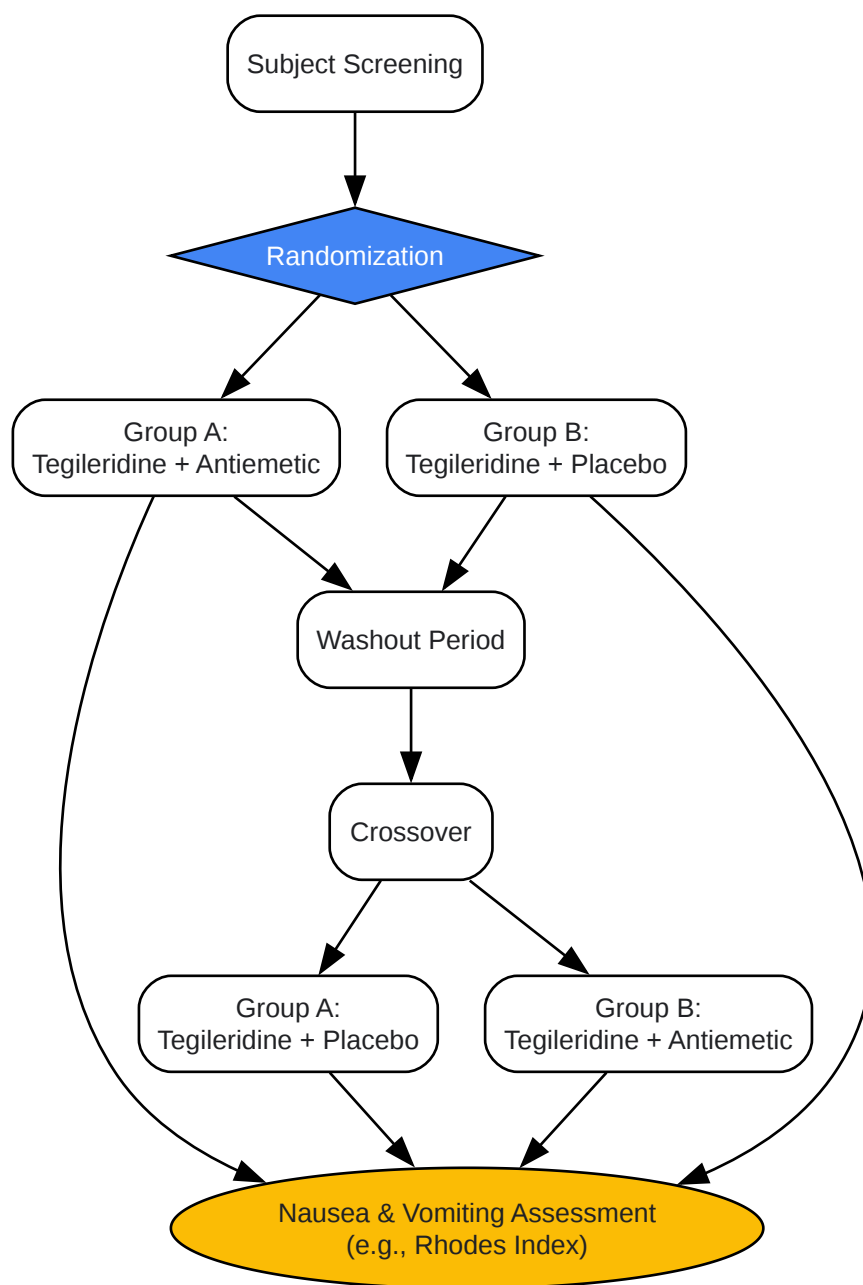 Subject Screening
Randomization
Group A:
Tegileridine + Antiemetic
Group B:
Tegileridine + Placebo
Washout Period
Crossover
Group A:
Tegileridine + Placebo
Group B:
Tegileridine + Antiemetic
Nausea & Vomiting Assessment
(e.g., Rhodes Index)